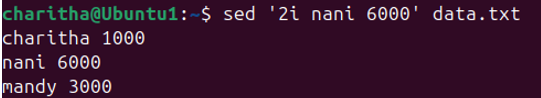 charitha@Ubuntu1:~$ sed '2i nani 6000' data.txt
charitha 1000
nani 6000
mandy 3000